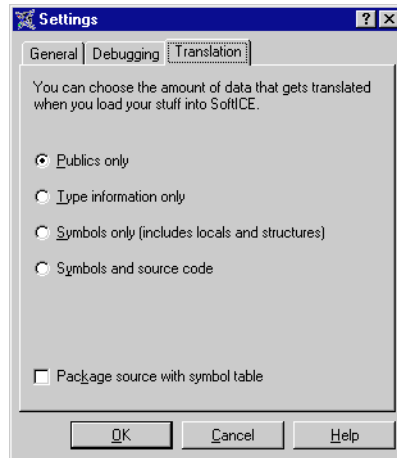 Settings
General Debugging Translation
You can choose the amount of data that gets translated
when you load your stuff into SoftICE.
Publics only
Type information only
Symbols only (includes locals and structures)
Symbols and source code
Package source with symbol table
OK Cancel Help